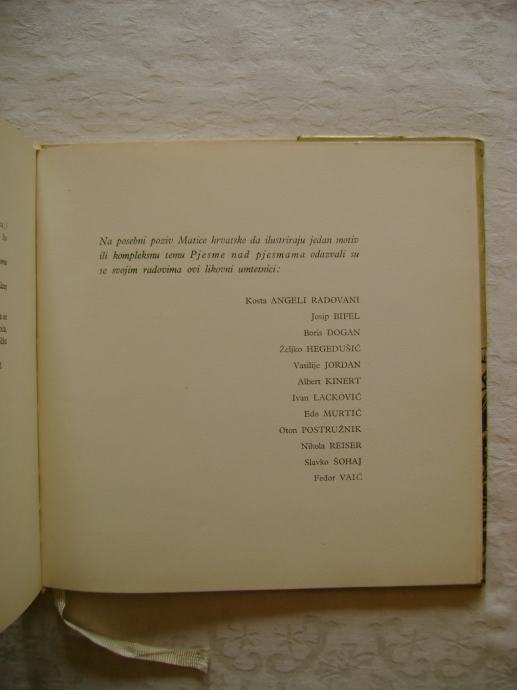 Na posebni poziv Matice hrvatske da ilustriraju jedan motiv
ili kompleksnu temu Pjesme nad pjesmama odazvali su
se svojim radovima ovi likovni umtetnici:
Kosta ANGELI RADOVANI
Josip BIFEL
Boris DOGAN
Željko HEGEDUŠIĆ
Vasilije JORDAN
Albert KINERT
Ivan LACKOVIĆ
Edo MURTIĆ
Oton POSTRUŽNIK
Nikola REISER
Slavko ŠOHAJ
Fedor VAIĆ